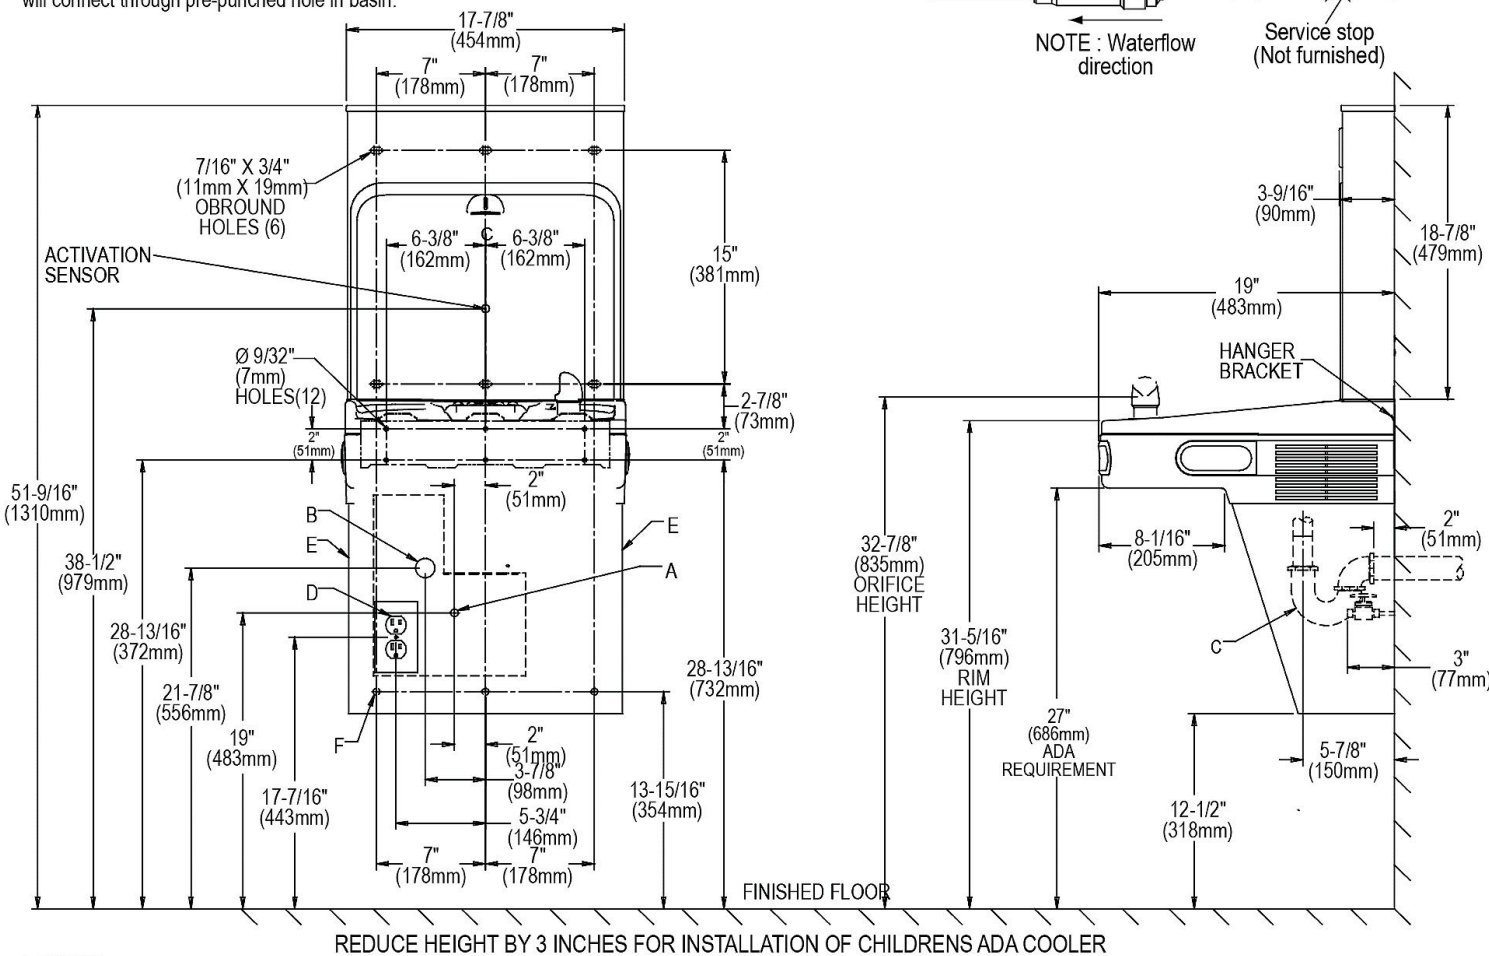 will connect through pre-punched hole in basin.
17-7/8"
(454mm)
7"
(178mm)
7"
(178mm)
NOTE : Waterflow
direction
Service stop
(Not furnished)
7/16" X 3/4"
(11mm X 19mm)
OBROUND
HOLES (6)
ACTIVATION
SENSOR
C
6-3/8"
(162mm)
6-3/8"
(162mm)
15"
(381mm)
Ø 9/32"
(7mm)
HOLES(12)
2-7/8"
(73mm)
2"
(51mm)
2"
(51mm)
2"
(51mm)
51-9/16"
(1310mm)
38-1/2"
(979mm)
28-13/16"
(372mm)
21-7/8"
(556mm)
19"
(483mm)
17-7/16"
(443mm)
B
E
D
F
E
A
28-13/16"
(732mm)
13-15/16"
(354mm)
2"
(51mm)
3-7/8"
(98mm)
5-3/4"
(146mm)
7"
(178mm)
7"
(178mm)
3-9/16"
(90mm)
18-7/8"
(479mm)
19"
(483mm)
HANGER
BRACKET
8-1/16"
(205mm)
2"
(51mm)
32-7/8"
(835mm)
ORIFICE
HEIGHT
31-5/16"
(796mm)
RIM
HEIGHT
27"
(686mm)
ADA
REQUIREMENT
C
3"
(77mm)
5-7/8"
(150mm)
12-1/2"
(318mm)
FINISHED FLOOR
REDUCE HEIGHT BY 3 INCHES FOR INSTALLATION OF CHILDRENS ADA COOLER